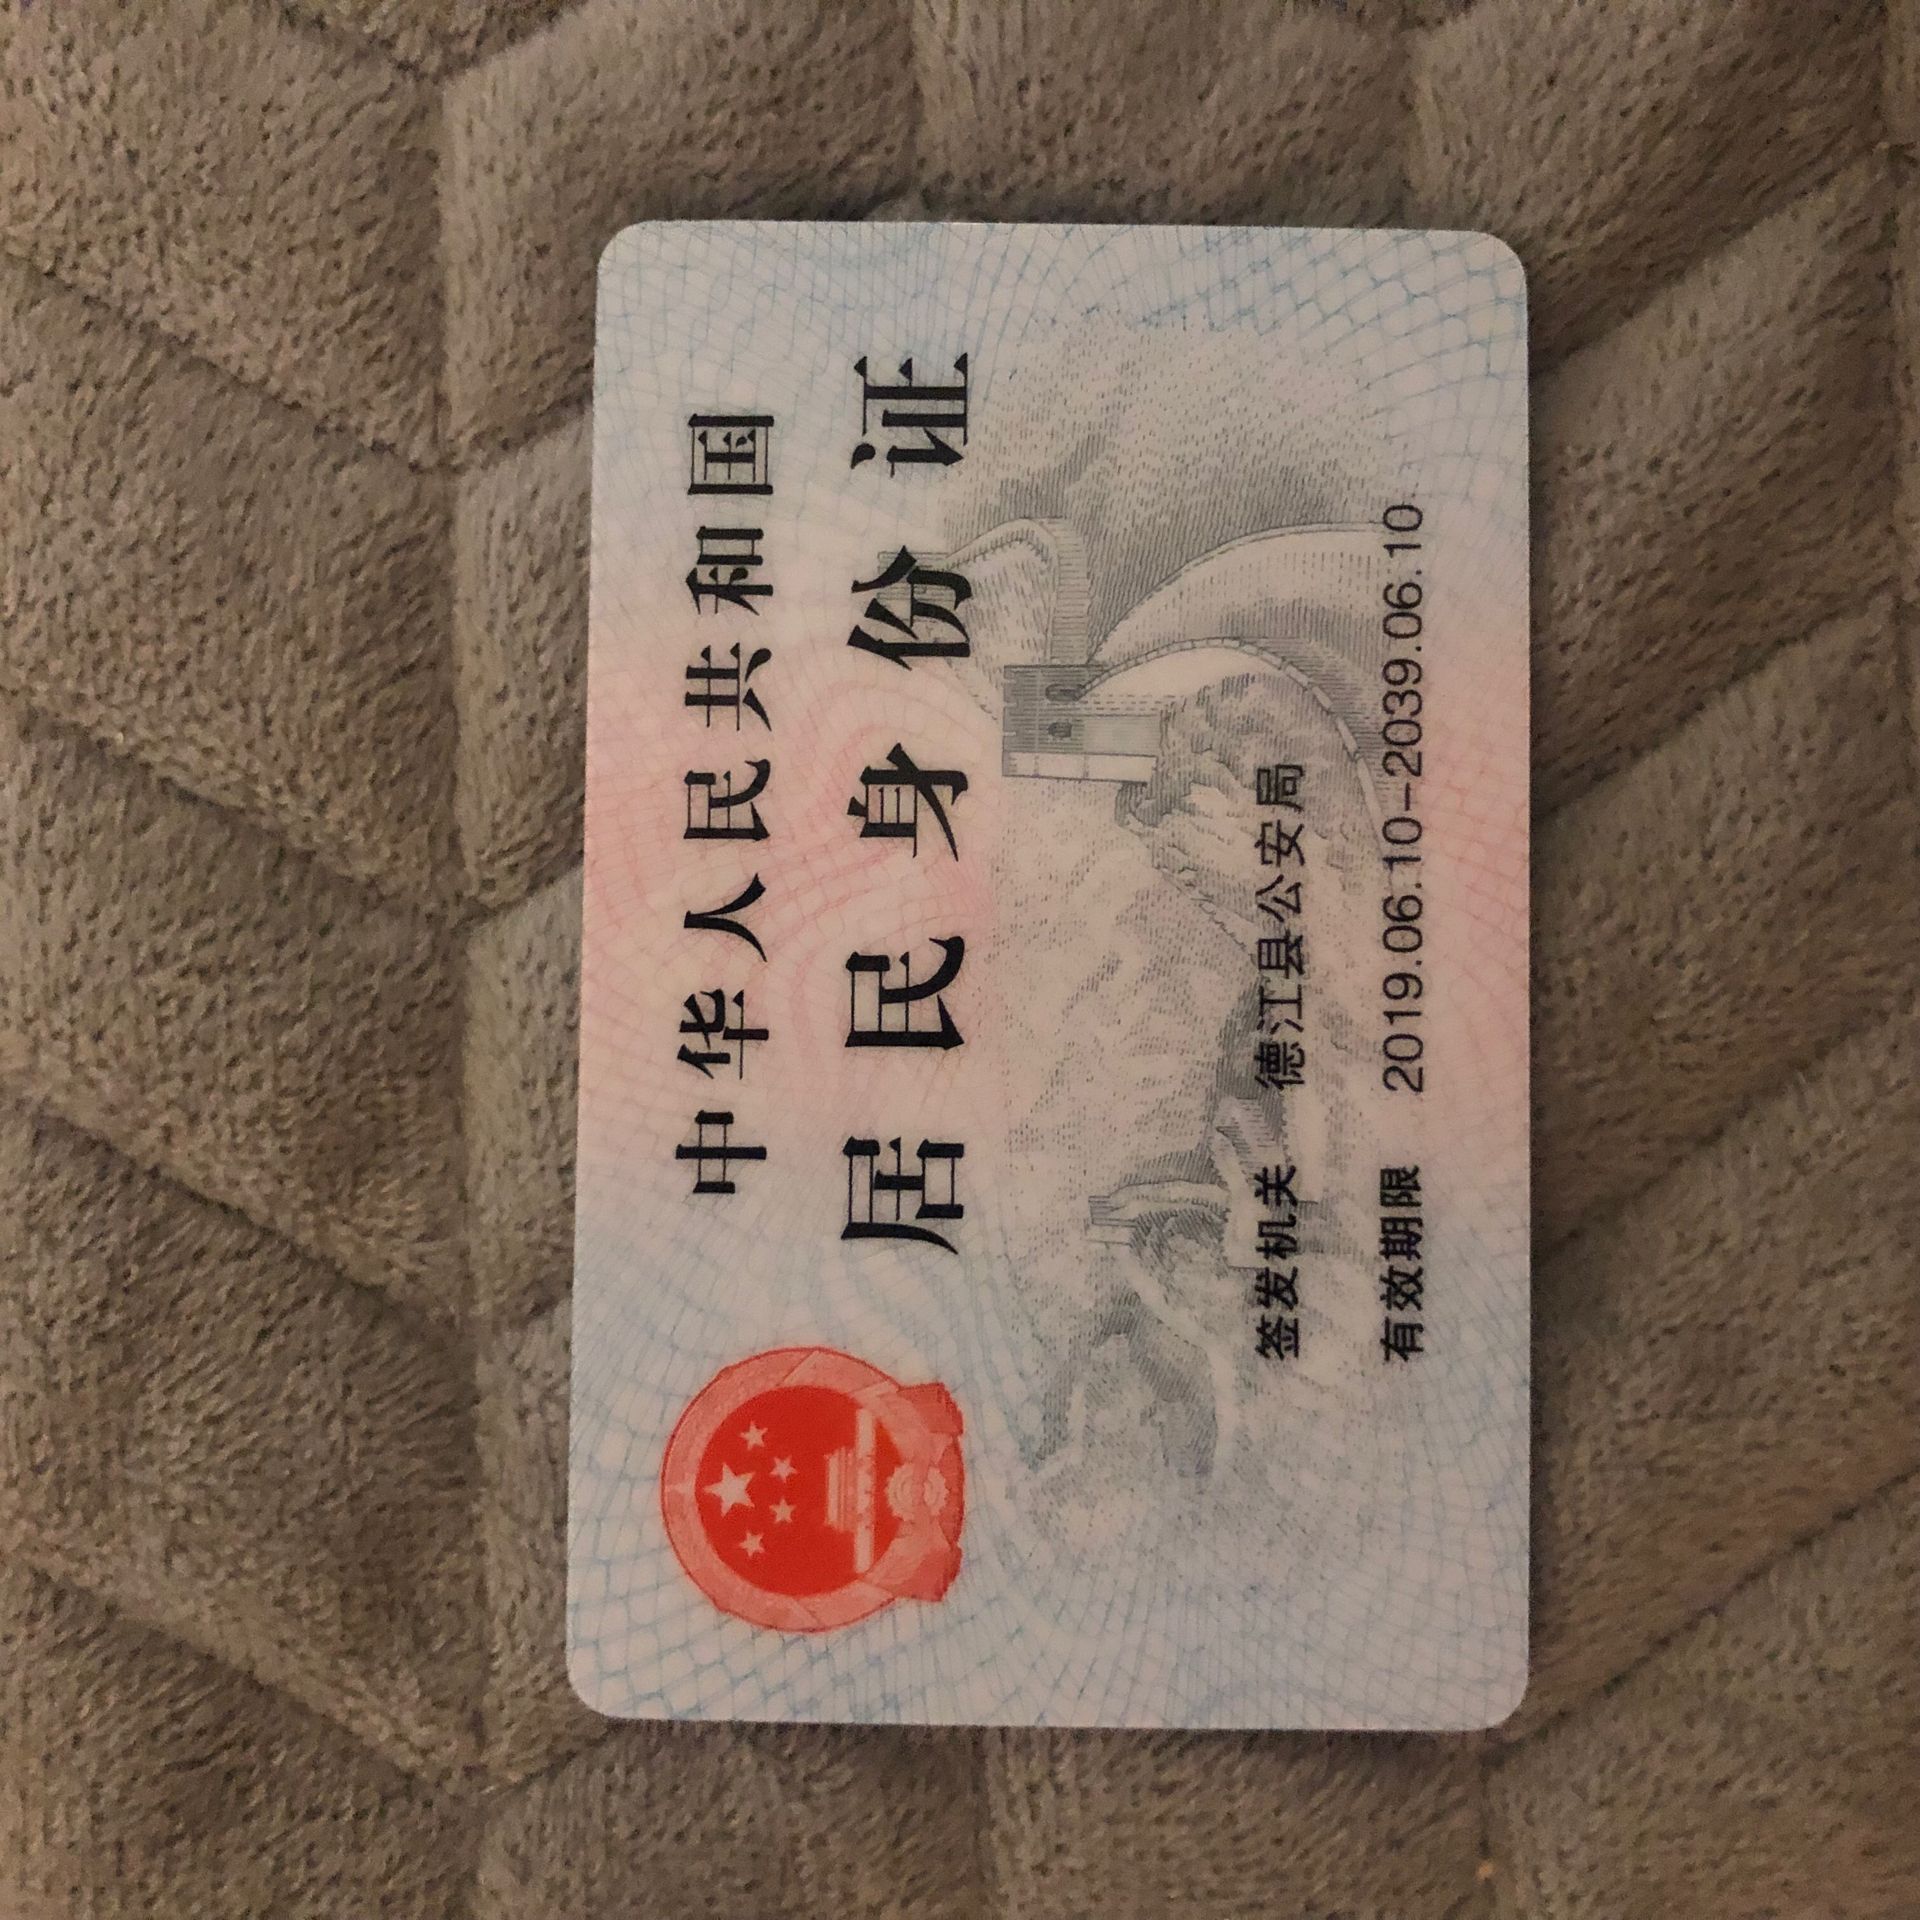 中华人民共和国
居民身份证
签发机关 德江县公安局
有效期限 2019.06.10-2039.06.10